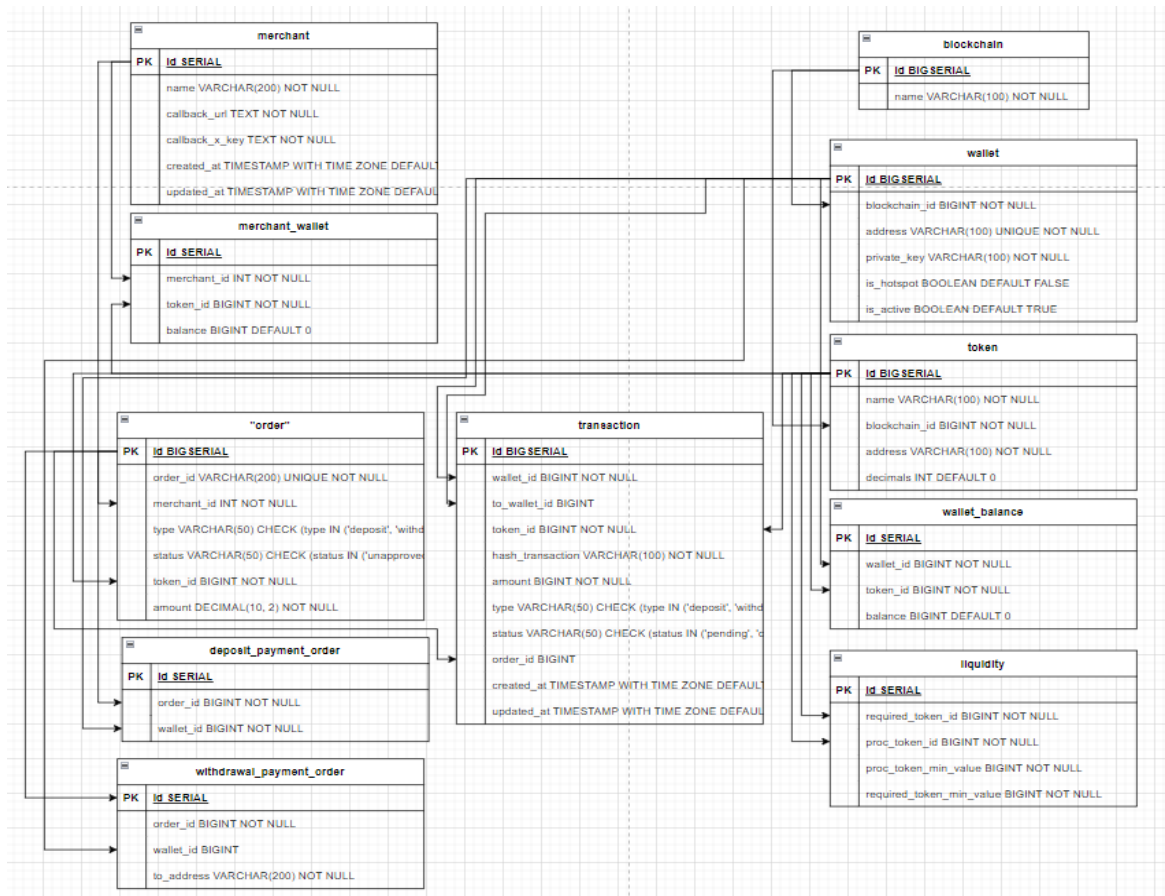 merchant
PK Id SERIAL
name VARCHAR(200) NOT NULL
callback_url TEXT NOT NULL
callback_x_key TEXT NOT NULL
created_at TIMESTAMP WITH TIME ZONE DEFAULT
updated_at TIMESTAMP WITH TIME ZONE DEFAUL
merchant_wallet
PK Id SERIAL
merchant_id INT NOT NULL
token_id BIGINT NOT NULL
balance BIGINT DEFAULT 0
"order"
PK Id BIGSERIAL
order_id VARCHAR(200) UNIQUE NOT NULL
merchant_id INT NOT NULL
type VARCHAR(50) CHECK (type IN ('deposit', 'withd
status VARCHAR(50) CHECK (status IN ('unapproved
token_id BIGINT NOT NULL
amount DECIMAL(10, 2) NOT NULL
deposit_payment_order
PK Id SERIAL
order_id BIGINT NOT NULL
wallet_id BIGINT NOT NULL
withdrawal_payment_order
PK Id SERIAL
order_id BIGINT NOT NULL
wallet_id BIGINT
to_address VARCHAR(200) NOT NULL
transaction
PK Id BIGSERIAL
wallet_id BIGINT NOT NULL
to_wallet_id BIGINT
token_id BIGINT NOT NULL
hash_transaction VARCHAR(100) NOT NULL
amount BIGINT NOT NULL
type VARCHAR(50) CHECK (type IN ('deposit', 'withd
status VARCHAR(50) CHECK (status IN ('pending', 'c
order_id BIGINT
created_at TIMESTAMP WITH TIME ZONE DEFAULT
updated_at TIMESTAMP WITH TIME ZONE DEFAUL
blockchain
PK Id BIGSERIAL
name VARCHAR(100) NOT NULL
wallet
PK Id BIGSERIAL
blockchain_id BIGINT NOT NULL
address VARCHAR(100) UNIQUE NOT NULL
private_key VARCHAR(100) NOT NULL
is_hotspot BOOLEAN DEFAULT FALSE
is_active BOOLEAN DEFAULT TRUE
token
PK Id BIGSERIAL
name VARCHAR(100) NOT NULL
blockchain_id BIGINT NOT NULL
address VARCHAR(100) NOT NULL
decimals INT DEFAULT 0
wallet_balance
PK Id SERIAL
wallet_id BIGINT NOT NULL
token_id BIGINT NOT NULL
balance BIGINT DEFAULT 0
liquidity
PK Id SERIAL
required_token_id BIGINT NOT NULL
proc_token_id BIGINT NOT NULL
proc_token_min_value BIGINT NOT NULL
required_token_min_value BIGINT NOT NULL